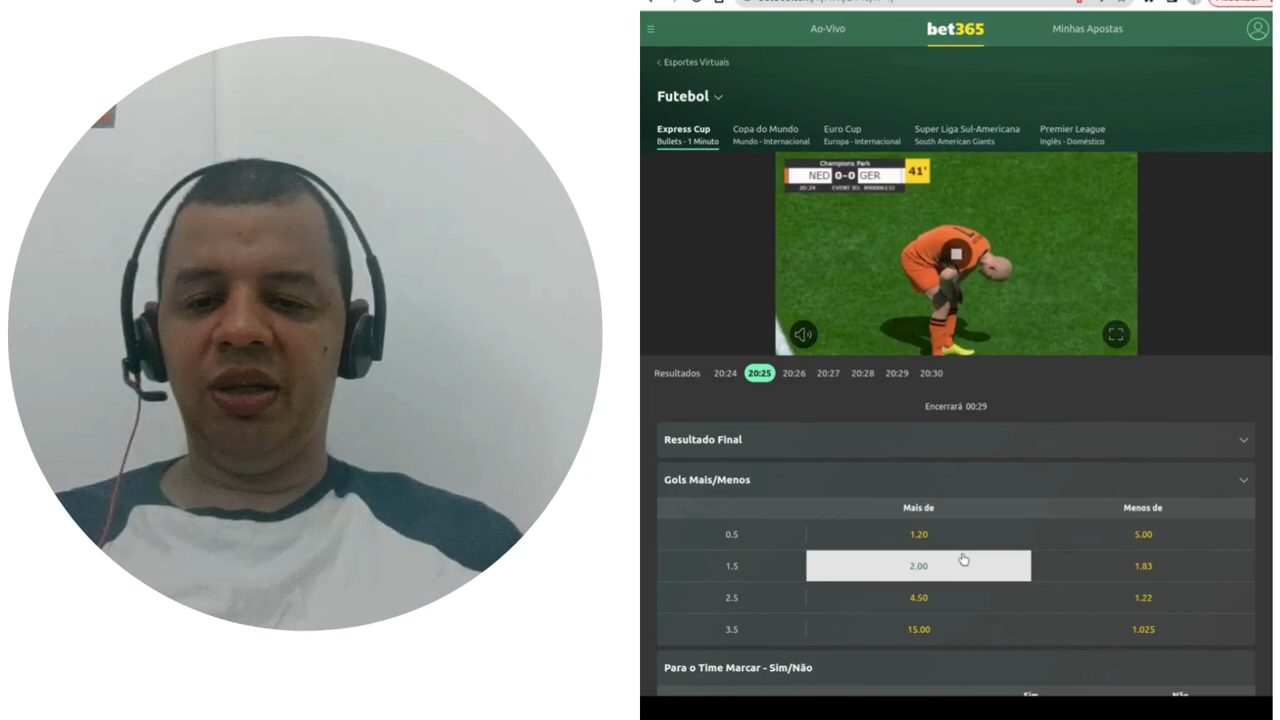 Ao-Vivo
bet365
Minhas Apostas
Esportes Virtuais
Futebol
Express Cup
Bullets - 1 Minuto
Copa do Mundo
Mundo - Internacional
Euro Cup
Europa - Internacional
Super Liga Sul-Americana
South American Giants
Premier League
Inglês - Doméstico
Champions Park
NED 0-0 GER 41'
20:24
Resultados 20:24 20:25 20:26 20:27 20:28 20:29 20:30
Encerrará 00:29
Resultado Final
Gols Mais/Menos
Mais de Menos de
0.5 1.20 5.00
1.5 2.00 1.83
2.5 4.50 1.22
3.5 15.00 1.025
Para o Time Marcar - Sim/Não